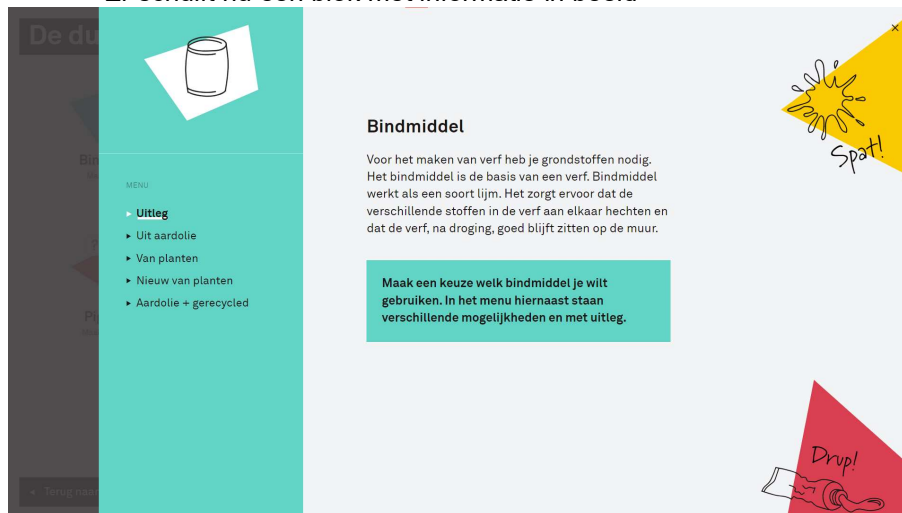 De du
Bin
Pi
Terug naar
MENU
Uitleg
Uit aardolie
Van planten
Nieuw van planten
Aardolie + gerecycled
Bindmiddel
Voor het maken van verf heb je grondstoffen nodig.
Het bindmiddel is de basis van een verf. Bindmiddel
werkt als een soort lijm. Het zorgt ervoor dat de
verschillende stoffen in de verf aan elkaar hechten en
dat de verf, na droging, goed blijft zitten op de muur.
Maak een keuze welk bindmiddel je wilt
gebruiken. In het menu hiernaast staan
verschillende mogelijkheden en met uitleg.
Spat!
Drup!